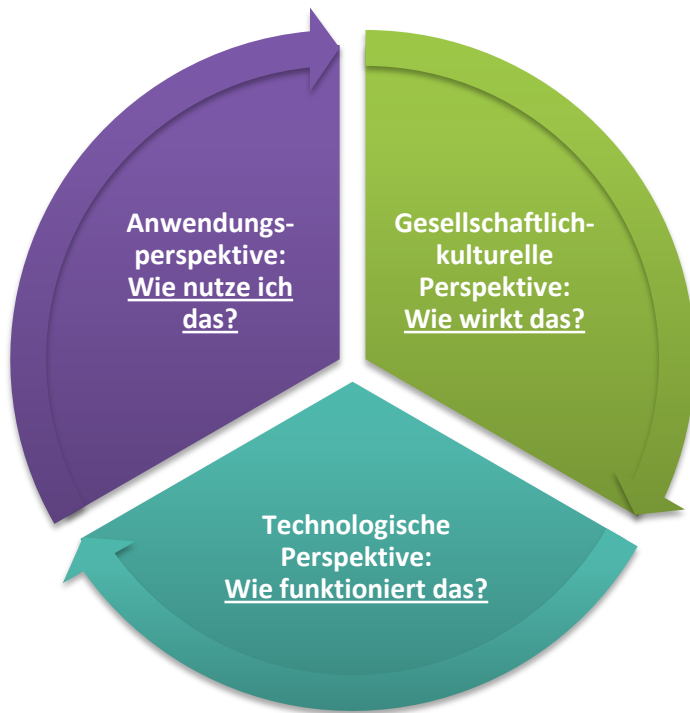 Anwendungs-
perspektive:
Wie nutze ich
das?
Gesellschaftlich-
kulturelle
Perspektive:
Wie wirkt das?
Technologische
Perspektive:
Wie funktioniert das?